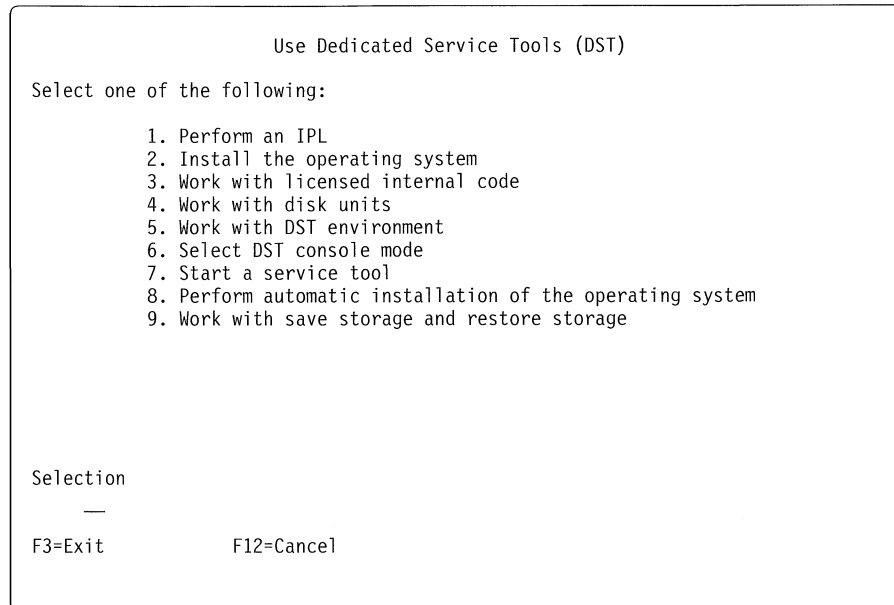 Use Dedicated Service Tools (DST)
Select one of the following:
1. Perform an IPL
2. Install the operating system
3. Work with licensed internal code
4. Work with disk units
5. Work with DST environment
6. Select DST console mode
7. Start a service tool
8. Perform automatic installation of the operating system
9. Work with save storage and restore storage
Selection
F3=Exit F12=Cancel